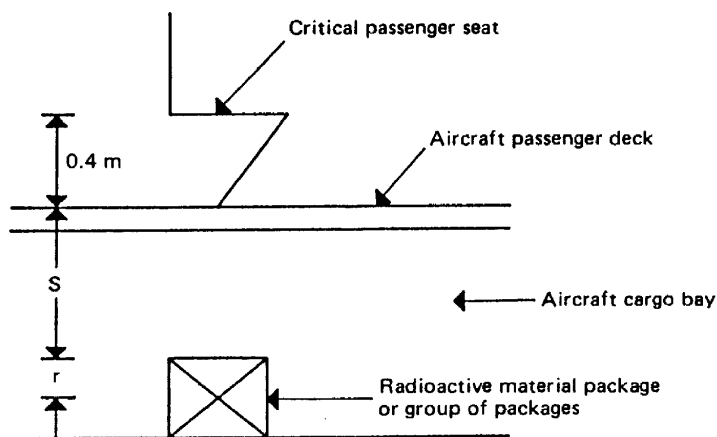 Critical passenger seat
Aircraft passenger deck
0.4 m
S
Aircraft cargo bay
r
Radioactive material package
or group of packages